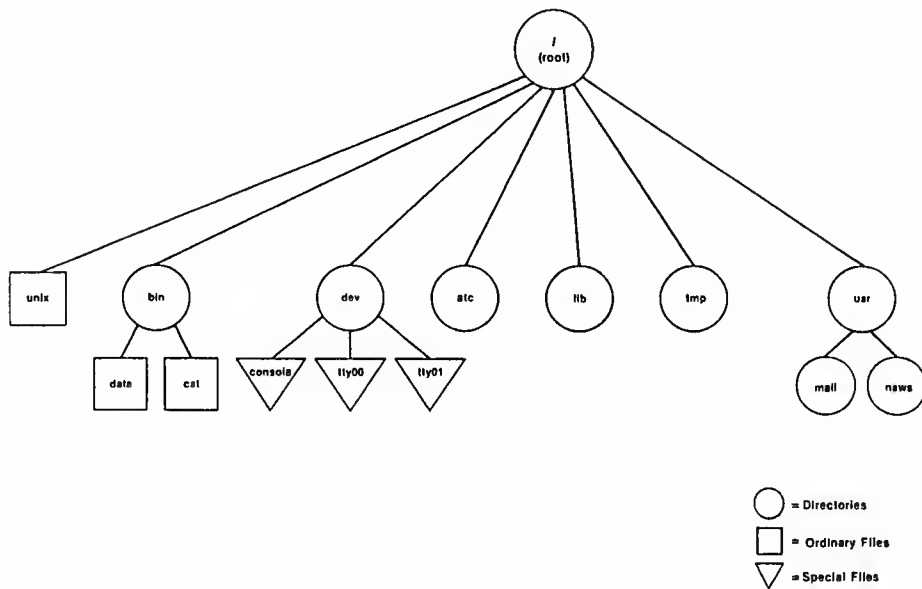 /
(root)
unix
bin
dev
etc
lib
tmp
usr
data
cat
console
tty00
tty01
mail
news
= Directories
= Ordinary Files
= Special Files